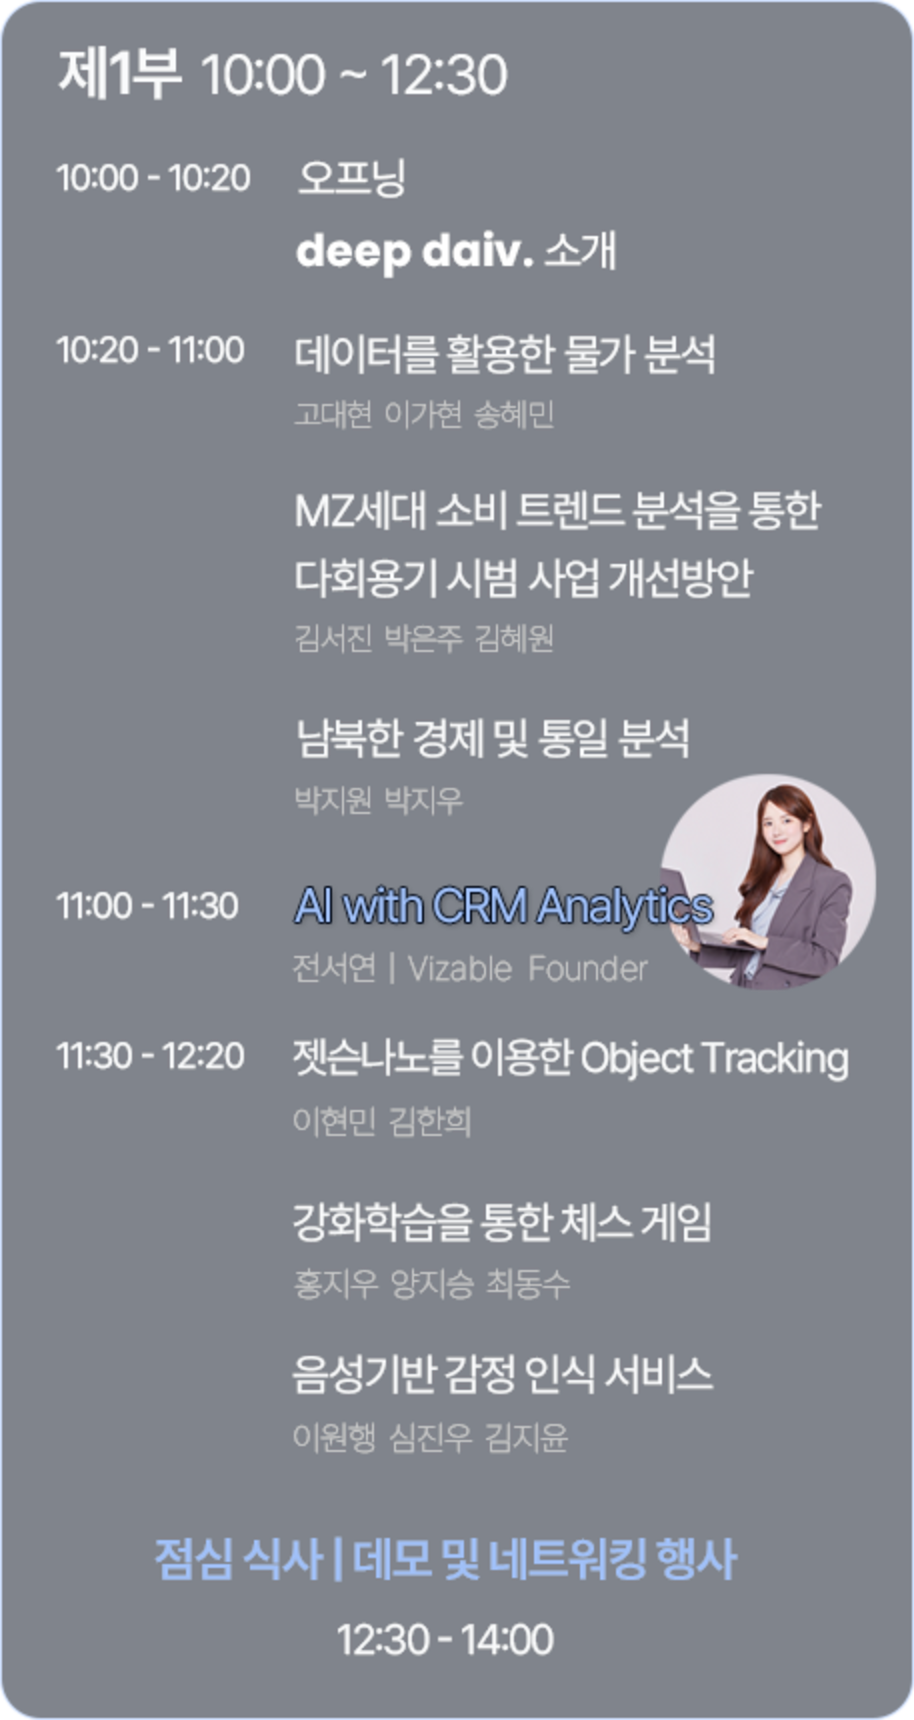 제1부 10:00 ~ 12:30
10:00 - 10:20 오프닝
deep daiv. 소개
10:20 - 11:00 데이터를 활용한 물가 분석
고대현 이가현 송혜민
MZ세대 소비 트렌드 분석을 통한
다회용기 시범 사업 개선방안
김서진 박은주 김혜원
남북한 경제 및 통일 분석
박지원 박지우
11:00 - 11:30 AI with CRM Analytics
전서연 | Vizable Founder
11:30 - 12:20 젯슨나노를 이용한 Object Tracking
이현민 김한희
강화학습을 통한 체스 게임
홍지우 양지승 최동수
음성기반 감정 인식 서비스
이원행 심진우 김지윤
점심 식사 | 데모 및 네트워킹 행사
12:30 - 14:00